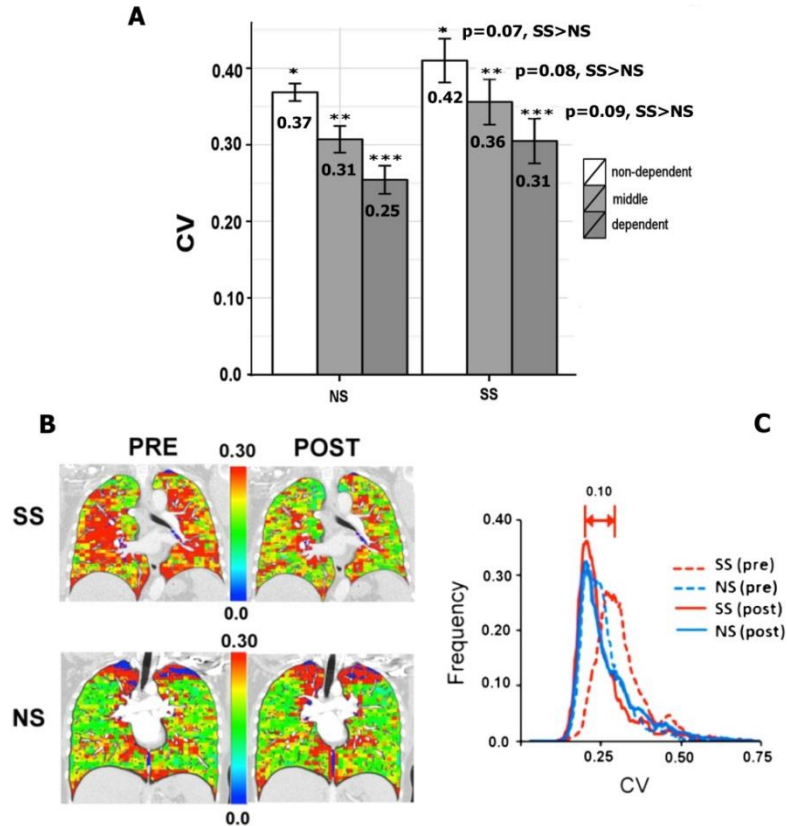 A
CV
0.40
0.30
0.20
0.10
0.0
*
0.37
**
0.31
***
0.25
NS
* p=0.07, SS>NS
0.42
** p=0.08, SS>NS
0.36
*** p=0.09, SS>NS
0.31
SS
non-dependent
middle
dependent
B
PRE
POST
SS
0.30
0.0
NS
0.30
0.0
C
0.10
Frequency
0.40
0.30
0.20
0.10
0.0
0.25
0.50
0.75
CV
SS (pre)
NS (pre)
SS (post)
NS (post)